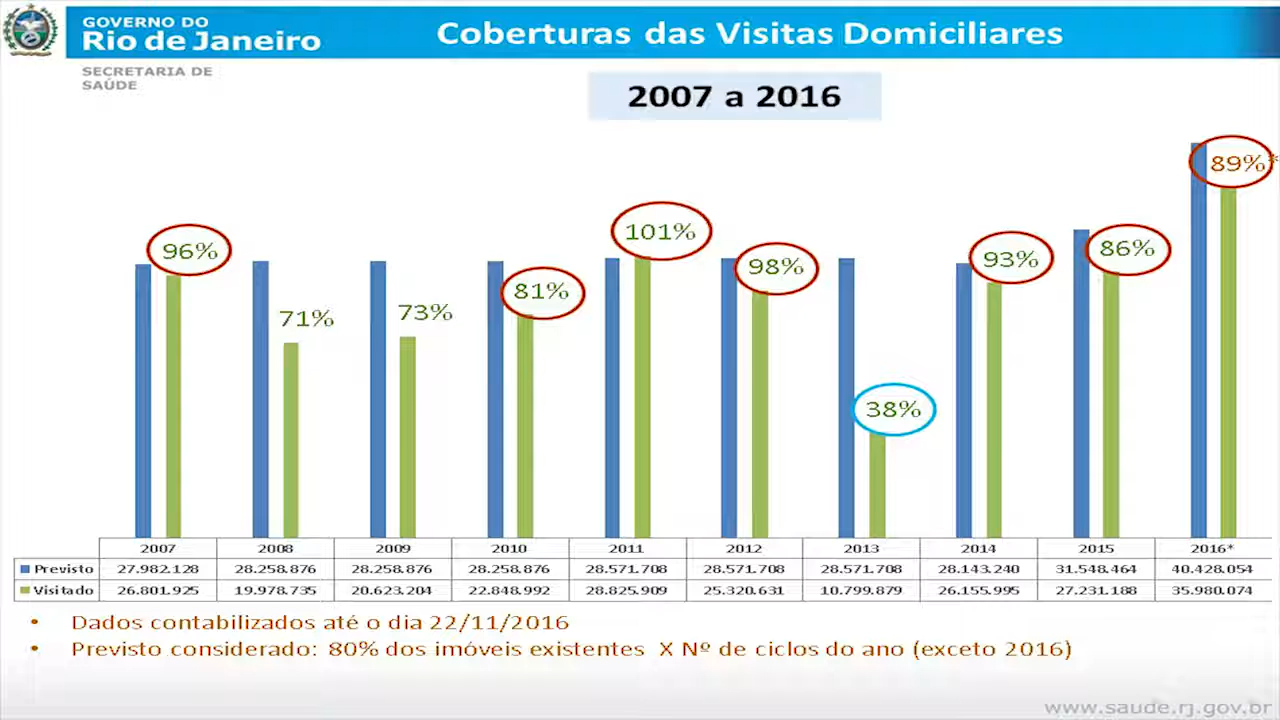 GOVERNO DO
Rio de Janeiro
SECRETARIA DE
SAÚDE
Coberturas das Visitas Domiciliares
2007 a 2016
96%
71%
73%
81%
101%
98%
38%
93%
86%
89%*
2007 2008 2009 2010 2011 2012 2013 2014 2015 2016*
Previsto 27.982.128 28.258.876 28.258.876 28.258.876 28.571.708 28.571.708 28.571.708 28.143.240 31.548.464 40.428.054
Visitado 26.801.925 19.978.735 20.623.204 22.848.992 28.825.909 25.320.631 10.799.879 26.155.995 27.231.188 35.980.074
• Dados contabilizados até o dia 22/11/2016
• Previsto considerado: 80% dos imóveis existentes X Nº de ciclos do ano (exceto 2016)
www.saude.rj.gov.br